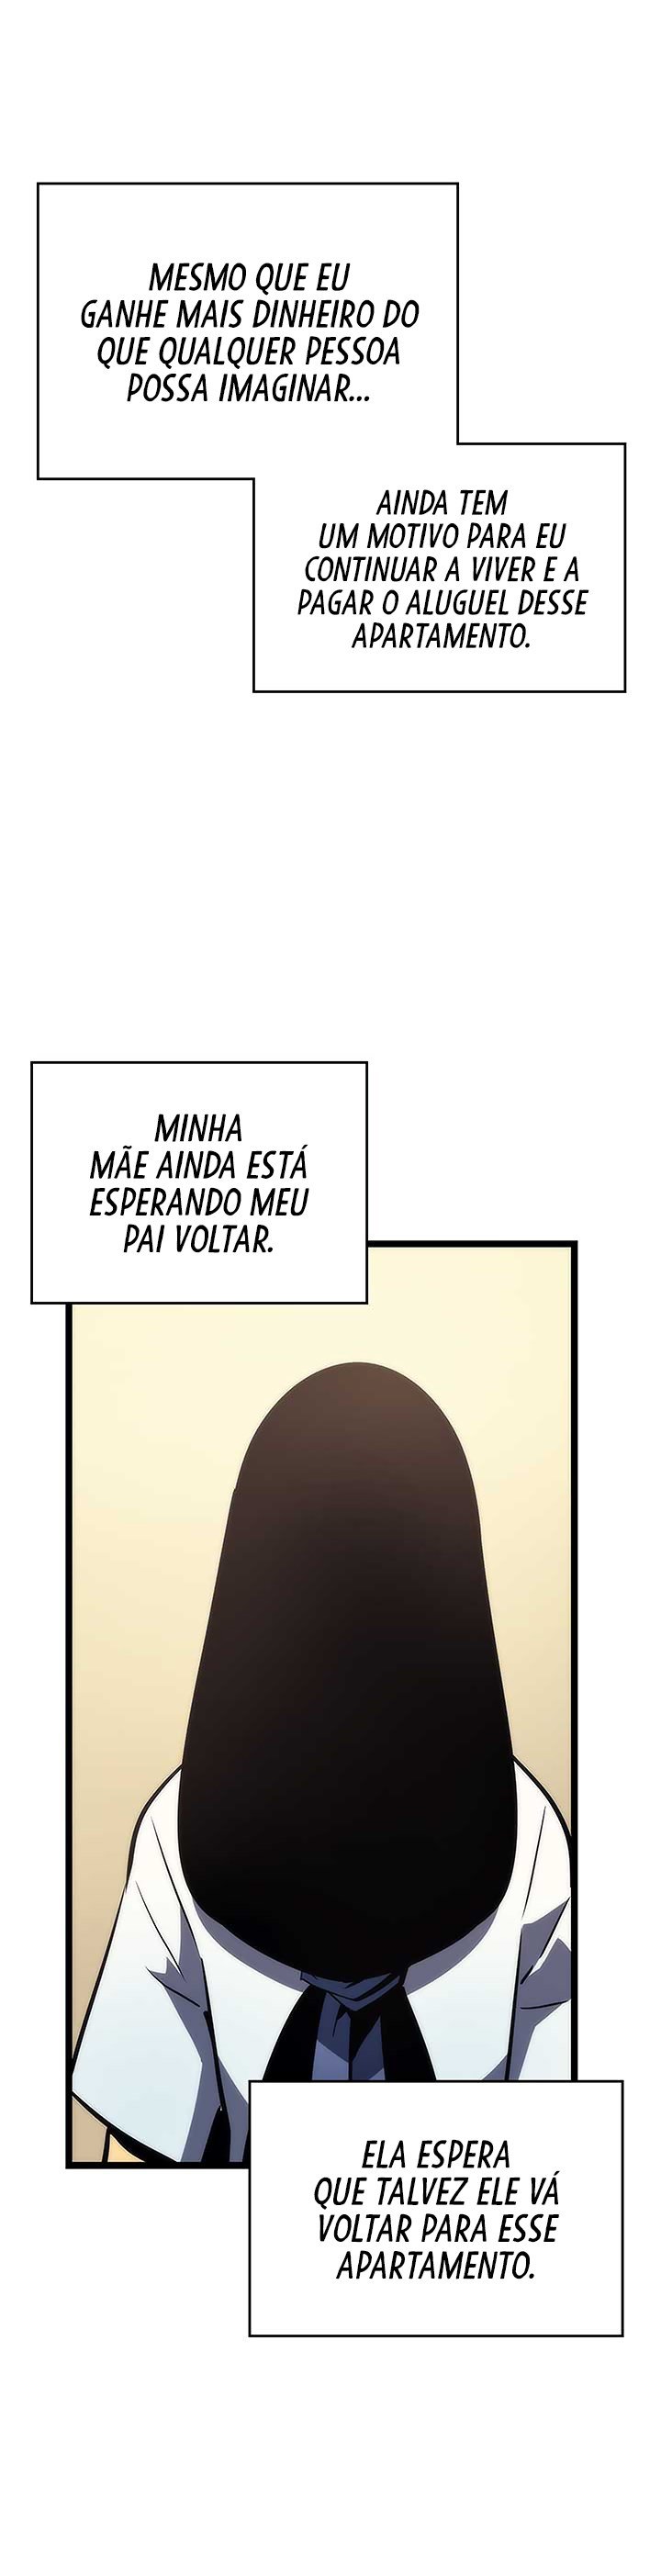 MESMO QUE EU
GANHE MAIS DINHEIRO DO
QUE QUALQUER PESSOA
POSSA IMAGINAR...
AINDA TEM
UM MOTIVO PARA EU
CONTINUAR A VIVER E A
PAGAR O ALUGUEL DESSE
APARTAMENTO.
MINHA
MÃE AINDA ESTÁ
ESPERANDO MEU
PAI VOLTAR.
ELA ESPERA
QUE TALVEZ ELE VÁ
VOLTAR PARA ESSE
APARTAMENTO.